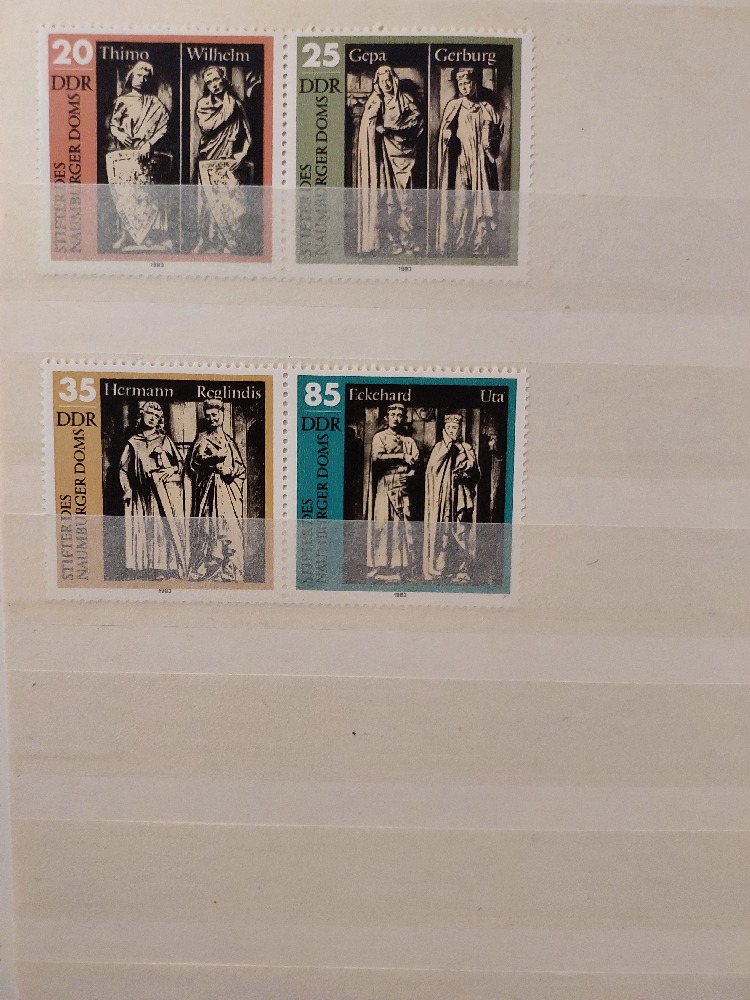 20
Thimo
Wilhelm
DDR
STIFTER DES
NAUMBURGER DOMS
1983
25
Gepa
Gerburg
DDR
STIFTER DES
NAUMBURGER DOMS
1983
35
Hermann
Reglindis
DDR
STIFTER DES
NAUMBURGER DOMS
1983
85
Eckehard
Uta
DDR
STIFTER DES
NAUMBURGER DOMS
1983